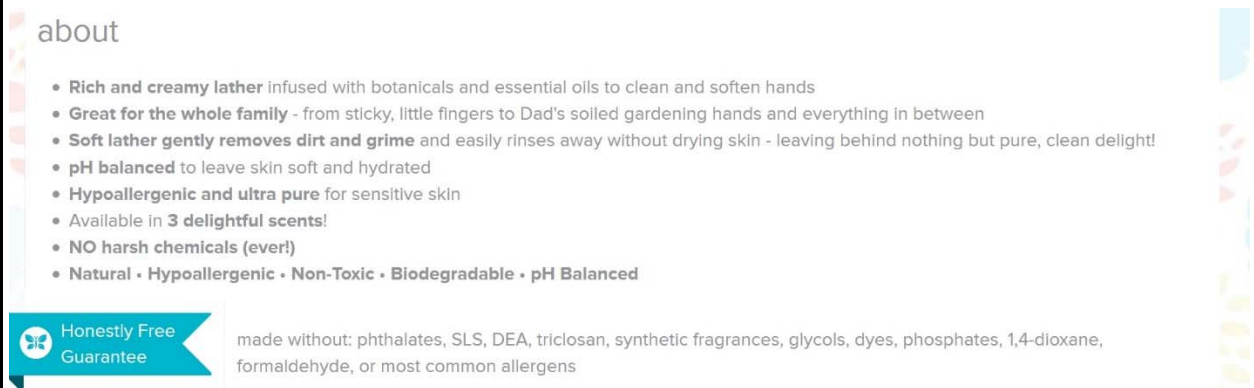 about
• Rich and creamy lather infused with botanicals and essential oils to clean and soften hands
• Great for the whole family - from sticky, little fingers to Dad's soiled gardening hands and everything in between
• Soft lather gently removes dirt and grime and easily rinses away without drying skin - leaving behind nothing but pure, clean delight!
• pH balanced to leave skin soft and hydrated
• Hypoallergenic and ultra pure for sensitive skin
• Available in 3 delightful scents!
• NO harsh chemicals (ever!)
• Natural • Hypoallergenic • Non-Toxic • Biodegradable • pH Balanced
Honestly Free
Guarantee
made without: phthalates, SLS, DEA, triclosan, synthetic fragrances, glycols, dyes, phosphates, 1,4-dioxane,
formaldehyde, or most common allergens